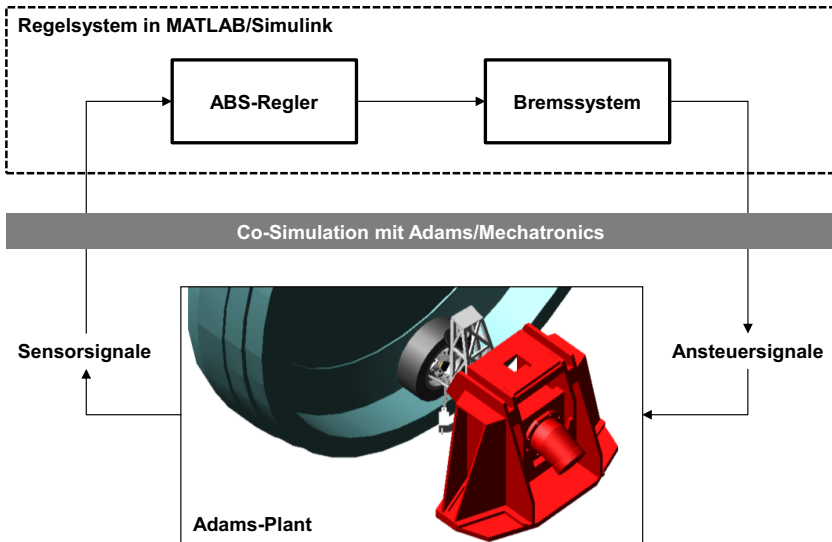 Regelsystem in MATLAB/Simulink
ABS-Regler
Bremssystem
Co-Simulation mit Adams/Mechatronics
Sensorsignale
Ansteuersignale
Adams-Plant